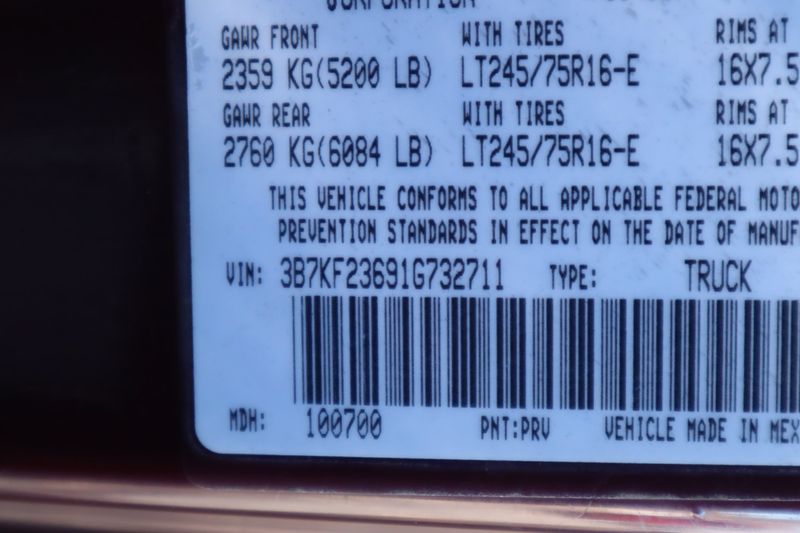 CORPORATION
GAWR FRONT WITH TIRES RIMS AT
2359 KG(5200 LB) LT245/75R16-E 16X7.5
GAWR REAR WITH TIRES RIMS AT
2760 KG(6084 LB) LT245/75R16-E 16X7.5
THIS VEHICLE CONFORMS TO ALL APPLICABLE FEDERAL MOTO
PREVENTION STANDARDS IN EFFECT ON THE DATE OF MANUF
VIN: 3B7KF23691G732711 TYPE: TRUCK
MDH: 100700 PNT:PRV VEHICLE MADE IN MEX